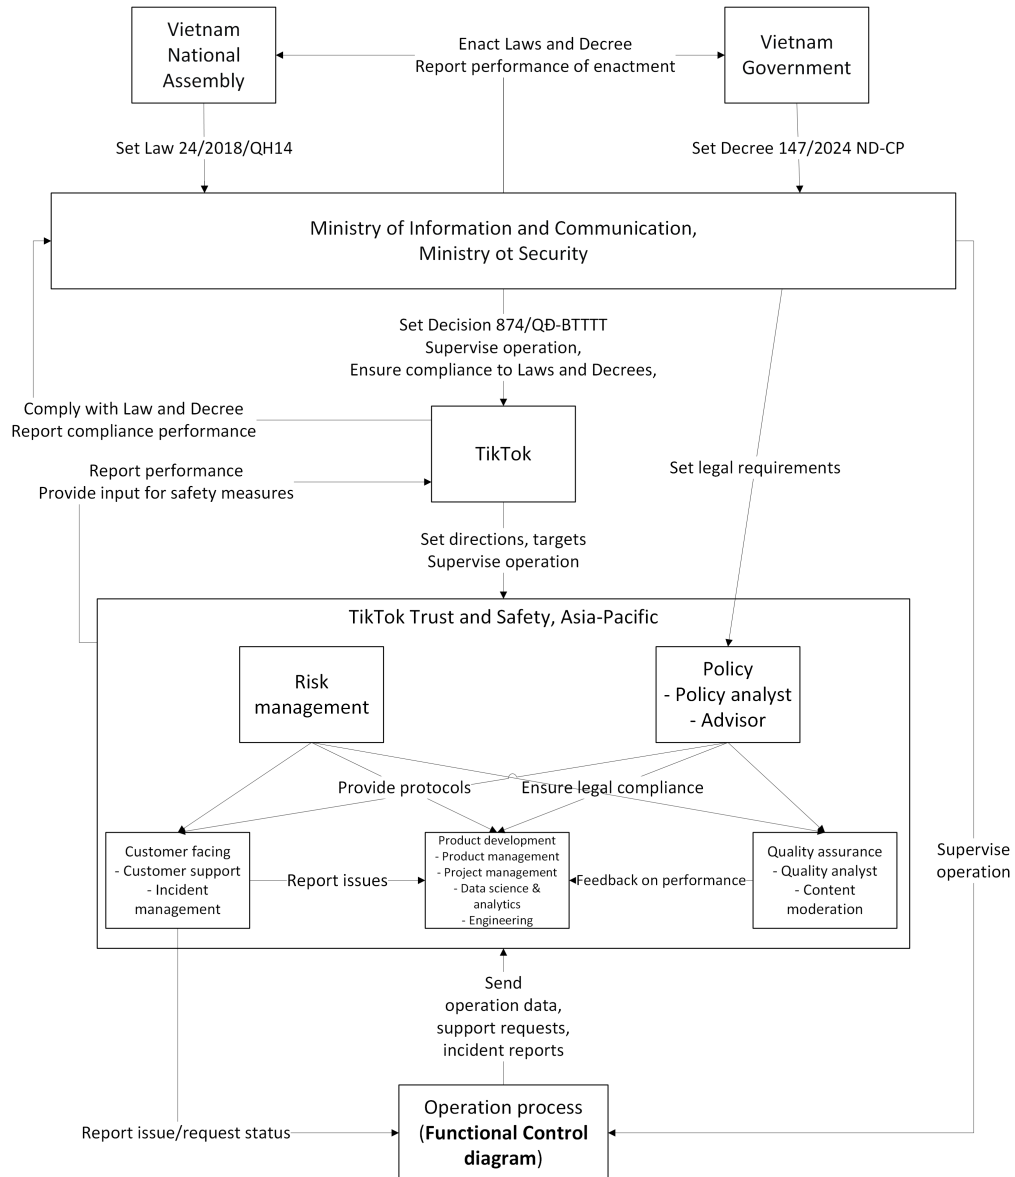 Vietnam
National
Assembly
Enact Laws and Decree
Report performance of enactment
Vietnam
Government
Set Law 24/2018/QH14
Set Decree 147/2024 ND-CP
Ministry of Information and Communication,
Ministry ot Security
Set Decision 874/QĐ-BTTTT
Supervise operation,
Ensure compliance to Laws and Decrees,
Comply with Law and Decree
Report compliance performance
TikTok
Report performance
Provide input for safety measures
Set legal requirements
Set directions, targets
Supervise operation
TikTok Trust and Safety, Asia-Pacific
Risk
management
Policy
- Policy analyst
- Advisor
Provide protocols
Ensure legal compliance
Customer facing
- Customer support
- Incident
management
Report issues
Product development
- Product management
- Project management
- Data science &
analytics
- Engineering
Feedback on performance
Quality assurance
- Quality analyst
- Content
moderation
Supervise
operation
Send
operation data,
support requests,
incident reports
Report issue/request status
Operation process
(Functional Control
diagram)